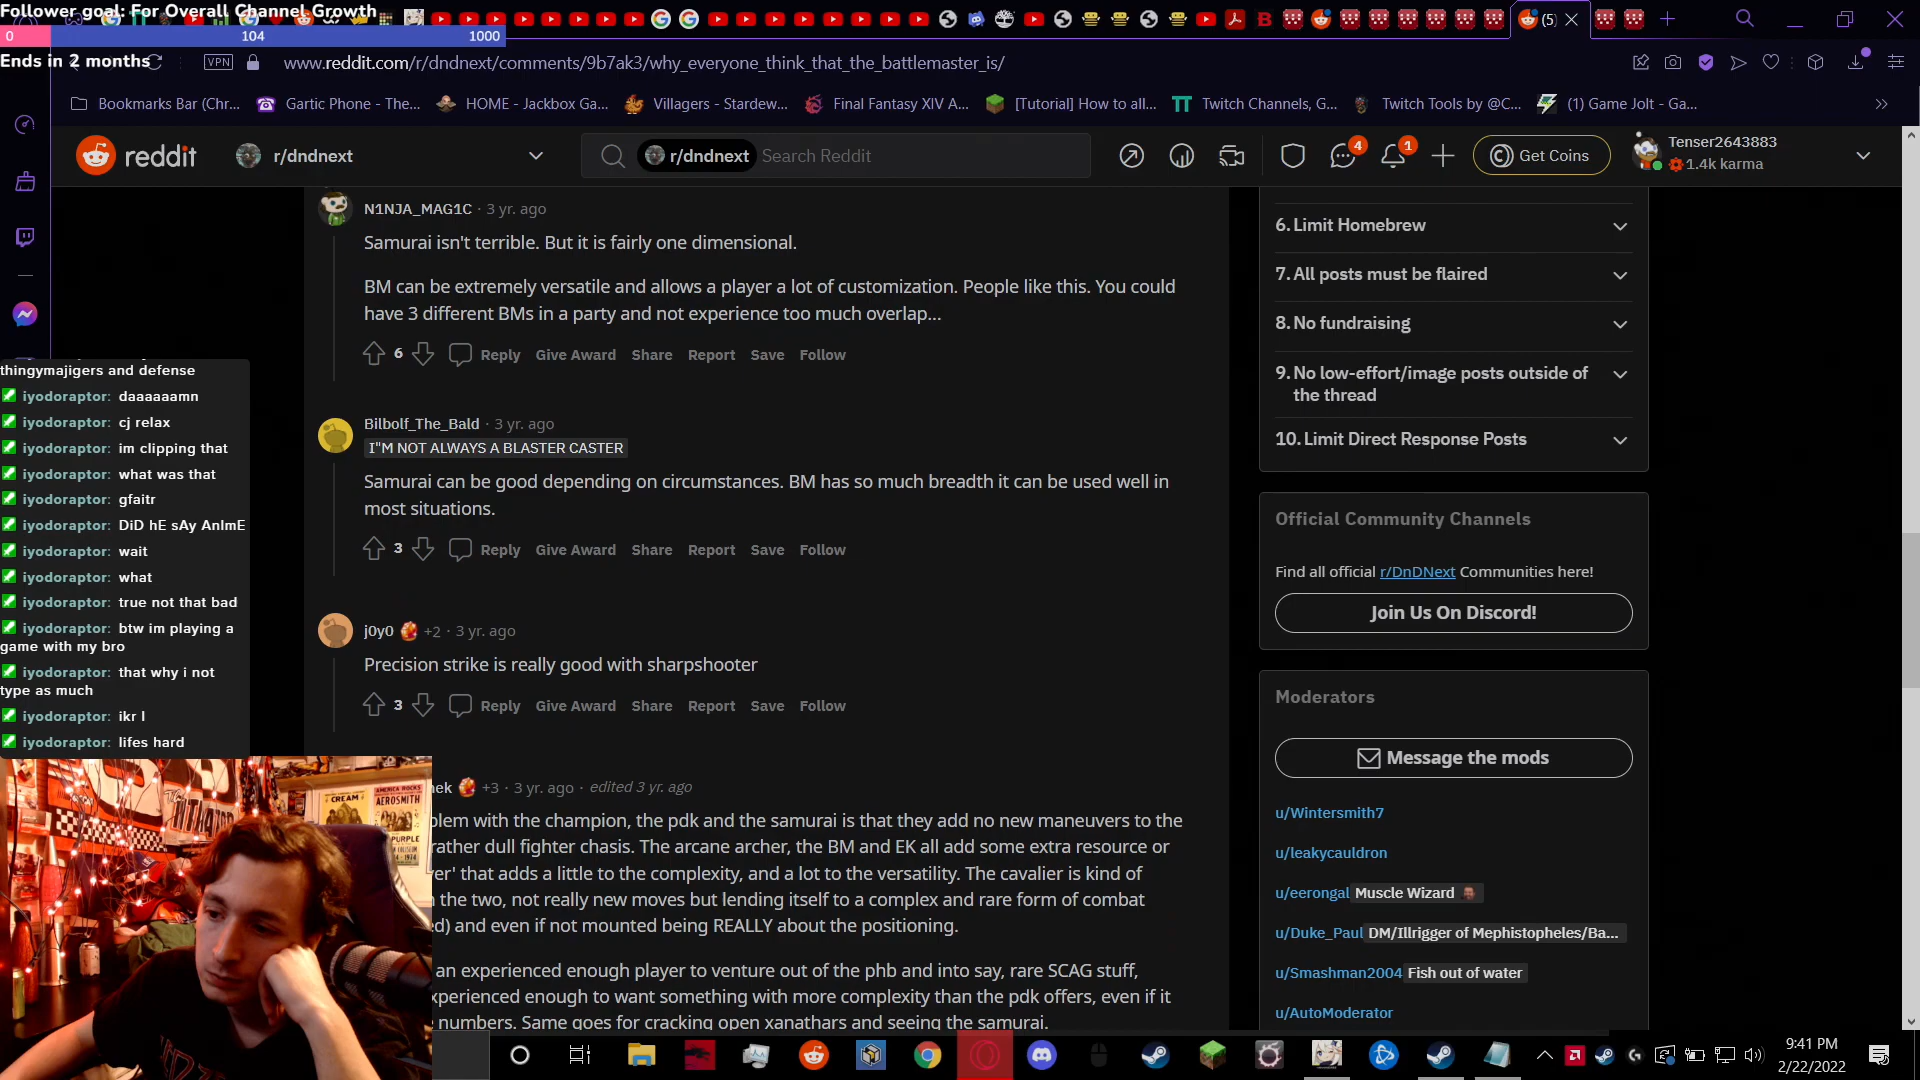 Follower goal: For Overall Channel Growth
0 104 1000
Ends in 2 months
(5)
VPN
www.reddit.com/r/dndnext/comments/9b7ak3/why_everyone_think_that_the_battlemaster_is/
Bookmarks Bar (Chr...
Gartic Phone - The...
HOME - Jackbox Ga...
Villagers - Stardew...
Final Fantasy XIV A...
[Tutorial] How to all...
Twitch Channels, G...
Twitch Tools by @C...
(1) Game Jolt - Ga...
reddit
r/dndnext
r/dndnext Search Reddit
4
1
Get Coins
Tenser2643883
1.4k karma
N1NJA_MAG1C · 3 yr. ago
Samurai isn't terrible. But it is fairly one dimensional.
BM can be extremely versatile and allows a player a lot of customization. People like this. You could
have 3 different BMs in a party and not experience too much overlap...
6 Reply Give Award Share Report Save Follow
Bilbolf_The_Bald · 3 yr. ago
I"M NOT ALWAYS A BLASTER CASTER
Samurai can be good depending on circumstances. BM has so much breadth it can be used well in
most situations.
3 Reply Give Award Share Report Save Follow
j0y0 +2 · 3 yr. ago
Precision strike is really good with sharpshooter
3 Reply Give Award Share Report Save Follow
nek +3 · 3 yr. ago · edited 3 yr. ago
blem with the champion, the pdk and the samurai is that they add no new maneuvers to the
rather dull fighter chasis. The arcane archer, the BM and EK all add some extra resource or
er' that adds a little to the complexity, and a lot to the versatility. The cavalier is kind of
the two, not really new moves but lending itself to a complex and rare form of combat
ed) and even if not mounted being REALLY about the positioning.
an experienced enough player to venture out of the phb and into say, rare SCAG stuff,
xperienced enough to want something with more complexity than the pdk offers, even if it
numbers. Same goes for cracking open xanathars and seeing the samurai.
6. Limit Homebrew
7. All posts must be flaired
8. No fundraising
9. No low-effort/image posts outside of
the thread
10. Limit Direct Response Posts
Official Community Channels
Find all official r/DnDNext Communities here!
Join Us On Discord!
Moderators
Message the mods
u/Wintersmith7
u/leakycauldron
u/eerongal Muscle Wizard
u/Duke_Paul DM/Illrigger of Mephistopheles/Ba...
u/Smashman2004 Fish out of water
u/AutoModerator
thingymajigers and defense
iyodoraptor: daaaaaamn
iyodoraptor: cj relax
iyodoraptor: im clipping that
iyodoraptor: what was that
iyodoraptor: gfaitr
iyodoraptor: DiD hE sAy AnImE
iyodoraptor: wait
iyodoraptor: what
iyodoraptor: true not that bad
iyodoraptor: btw im playing a
game with my bro
iyodoraptor: that why i not
type as much
iyodoraptor: ikr l
iyodoraptor: lifes hard
CREAM
AMERICA ROCKS
AEROSMITH
PURPLE
9:41 PM
2/22/2022